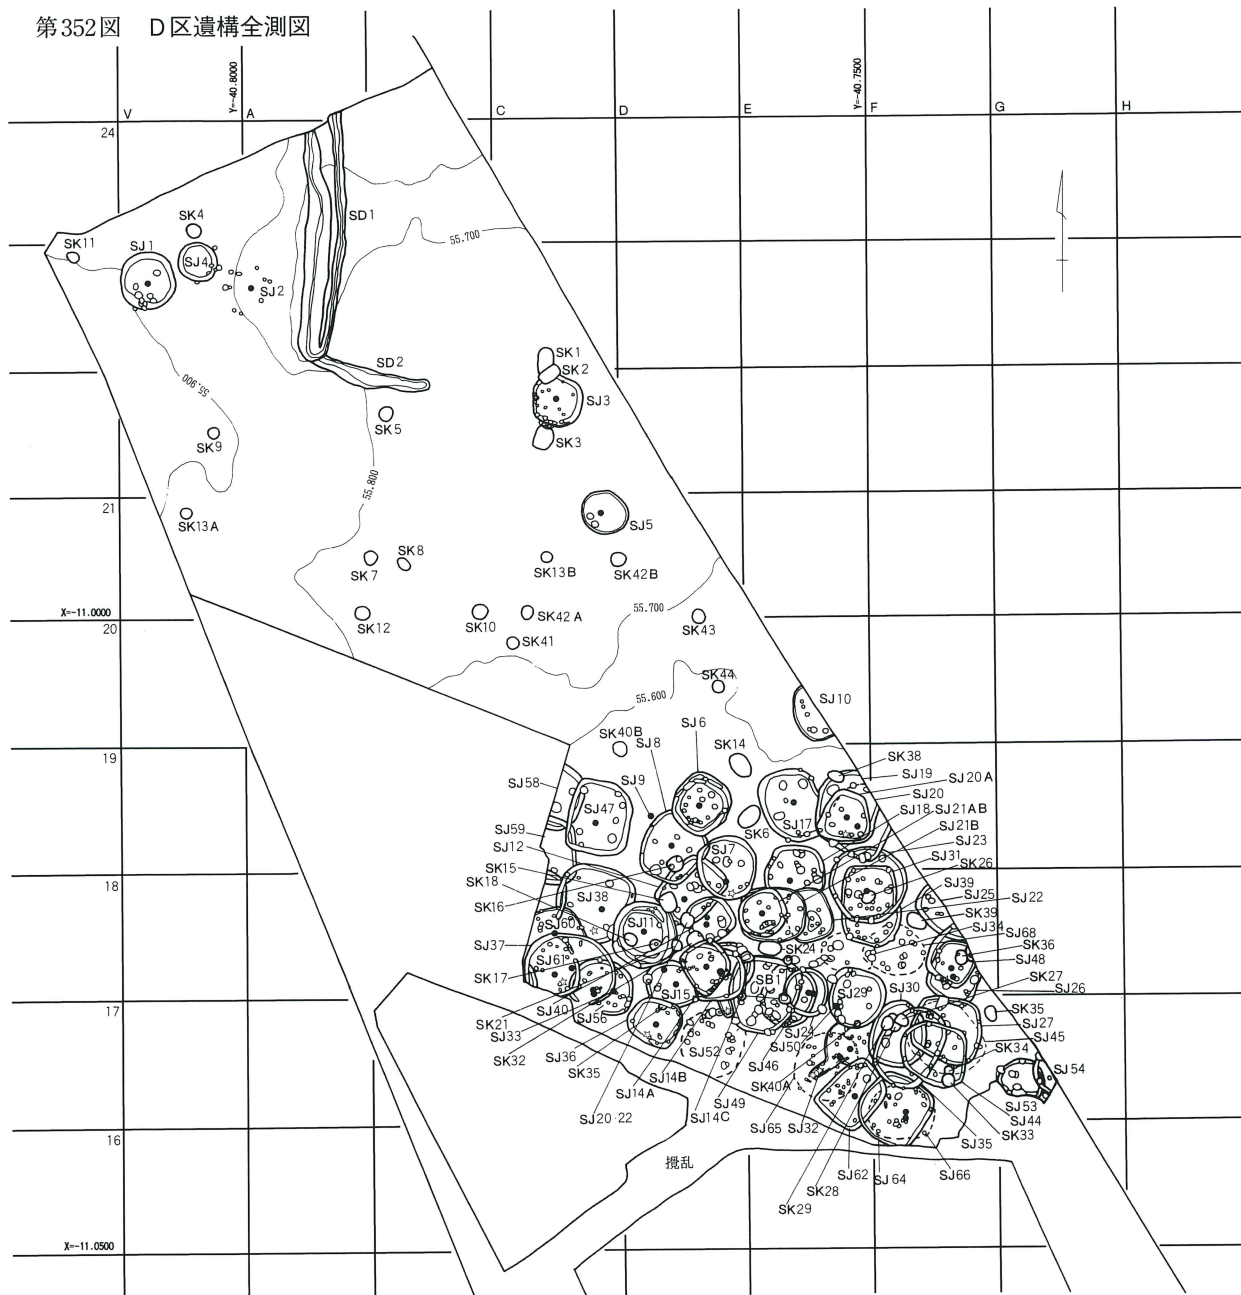 第352図 D区遺構全測図
Y=-40.8000
Y=-40.7500
V
A
C
D
E
F
G
H
24
SK4
SK11
SJ1
SJ4
SJ2
SD1
55.700
SD2
SK1
SK2
SJ3
SK3
55.900
SK5
SK9
55.800
21
SK13A
SJ5
SK7
SK8
SK13B
SK42B
X=-11.0000
20
SK12
SK10
SK42A
SK41
55.700
SK43
SK44
55.600
SJ10
19
SK40B
SJ8
SJ6
SK14
SK38
SJ19
SJ20A
SJ20
SJ58
SJ9
SJ47
SK6
SJ17
SJ18
SJ21AB
SJ21B
SJ23
SJ31
SK26
SJ59
SJ12
SK15
SK18
SK16
18
SJ7
SJ39
SJ25
SJ22
SJ38
SJ60
SJ11
SK39
SJ34
SJ68
SK36
SJ48
SK27
SJ26
SJ37
SJ61
SK17
SK24
SB1
SJ15
SJ29
SJ30
SK35
SJ27
SJ45
17
SK21
SJ40
SJ33
SJ56
SK32
SJ36
SK35
SJ52
SJ24
SJ50
SJ46
SK34
SJ54
SJ14A
SJ14B
SJ20·22
SJ14C
SJ49
SK40A
SJ65
SJ32
SJ53
SJ44
SK33
SJ35
16
攪乱
SJ62
SJ64
SJ66
SK28
SK29
X=-11.0500